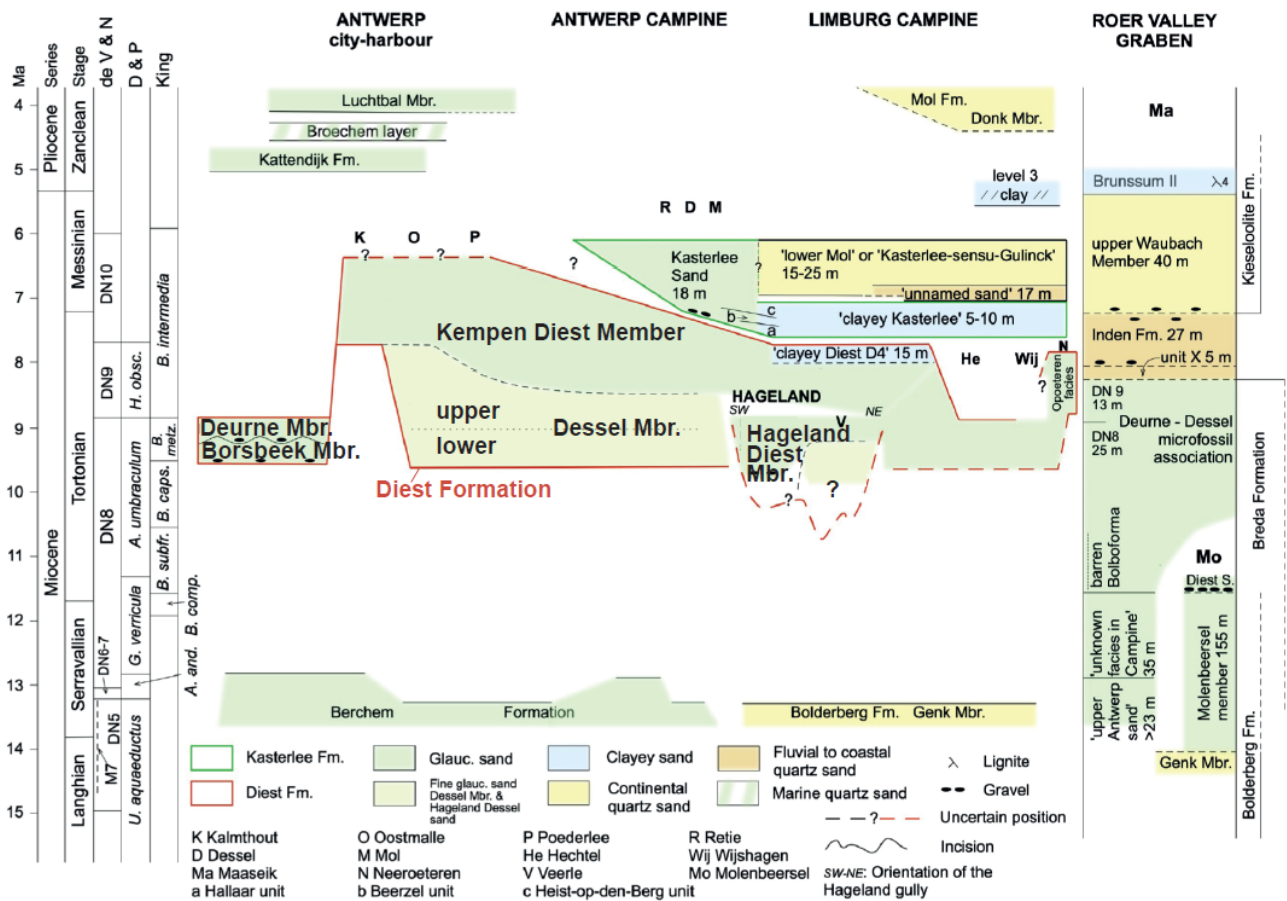 ANTWERP
city-harbour
ANTWERP CAMPINE
LIMBURG CAMPINE
ROER VALLEY
GRABEN
Ma
Series
Stage
de V & N
D & P
King
4
5
6
7
8
9
10
11
12
13
14
15
Pliocene
Miocene
Zanclean
Messinian
Tortonian
Serravallian
Langhian
DN10
DN9
DN8
DN6-7
DN5
M7
H. obsc.
A. umbraculum
G. verricula
A. and. B. comp.
U. aquaeductus
B. intermedia
B. metz.
B. caps.
B. subfr.
Luchtbal Mbr.
Broechem layer
Kattendijk Fm.
Mol Fm.
Donk Mbr.
level 3
// clay //
R D M
K O P
? ?
?
Kasterlee
Sand
18 m
?
'lower Mol' or 'Kasterlee-sensu-Gulinck'
15-25 m
'unnamed sand' 17 m
b
c
a
'clayey Kasterlee' 5-10 m
Kempen Diest Member
'clayey Diest D4' 15 m
He
Wij
N
?
Opoeteren
facies
HAGELAND
SW
NE
V
Deurne Mbr.
Borsbeek Mbr.
upper
lower
Dessel Mbr.
Hageland
Diest
Mbr.
?
?
Diest Formation
Ma
Brunssum II
λ4
upper Waubach
Member 40 m
Inden Fm. 27 m
unit X 5 m
DN 9
13 m
Deurne - Dessel
microfossil
association
DN8
25 m
barren
Bolboforma
Mo
Diest S.
'unknown
facies in
Campine'
35 m
'upper
Antwerp
sand'
>23 m
Molenbeersel
member 155 m
Genk Mbr.
Kieseloolite Fm.
Breda Formation
Bolderberg Fm.
Berchem Formation
Bolderberg Fm. Genk Mbr.
Kasterlee Fm.
Glauc. sand
Clayey sand
Fluvial to coastal
quartz sand
λ Lignite
Diest Fm.
Fine glauc. sand
Dessel Mbr. &
Hageland Dessel
sand
Continental
quartz sand
Marine quartz sand
Gravel
? Uncertain position
Incision
K Kalmthout
O Oostmalle
P Poederlee
R Retie
D Dessel
M Mol
He Hechtel
Wij Wijshagen
Ma Maaseik
N Neeroeteren
V Veerle
Mo Molenbeersel
a Hallaar unit
b Beerzel unit
c Heist-op-den-Berg unit
SW-NE: Orientation of the
Hageland gully